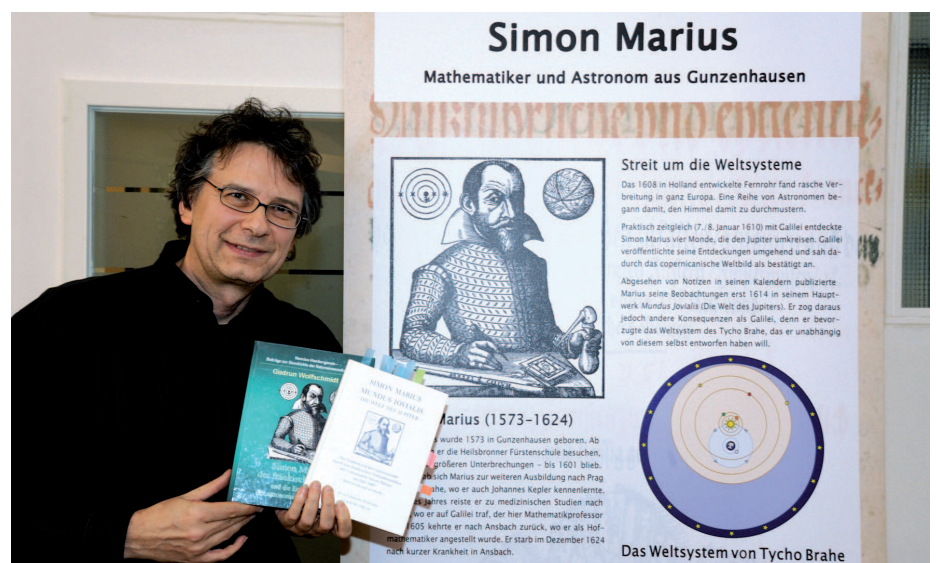 Simon Marius
Mathematiker und Astronom aus Gunzenhausen
Streit um die Weltsysteme
Das 1608 in Holland entwickelte Fernrohr fand rasche Ver-
breitung in ganz Europa. Eine Reihe von Astronomen be-
gann damit, den Himmel damit zu durchmustern.
Praktisch zeitgleich (7./8. Januar 1610) mit Galilei entdeckte
Simon Marius vier Monde, die den Jupiter umkreisen. Galilei
veröffentlichte seine Entdeckungen umgehend und sah da-
durch das copernicanische Weltbild als bestätigt an.
Abgesehen von Notizen in seinen Kalendern publizierte
Marius seine Beobachtungen erst 1614 in seinem Haupt-
werk Mundus Jovialis (Die Welt des Jupiters). Er zog daraus
jedoch andere Konsequenzen als Galilei, denn er bevor-
zugte das Weltsystem des Tycho Brahe, das er unabhängig
von diesem selbst entworfen haben will.
Marius (1573–1624)
wurde 1573 in Gunzenhausen geboren. Ab
er die Heilsbronner Fürstenschule besuchen,
größeren Unterbrechungen – bis 1601 blieb.
sich Marius zur weiteren Ausbildung nach Prag
wo er auch Johannes Kepler kennenlernte.
Jahres reiste er zu medizinischen Studien nach
wo er auf Galilei traf, der hier Mathematikprofessor
1605 kehrte er nach Ansbach zurück, wo er als Hof-
mathematiker angestellt wurde. Er starb im Dezember 1624
nach kurzer Krankheit in Ansbach.
Das Weltsystem von Tycho Brahe
Gudrun Wolfschmidt
Simon
der fränkisch
SIMON MARIUS
MUNDUS IOVIALIS
DIE WELT DES JUPITER